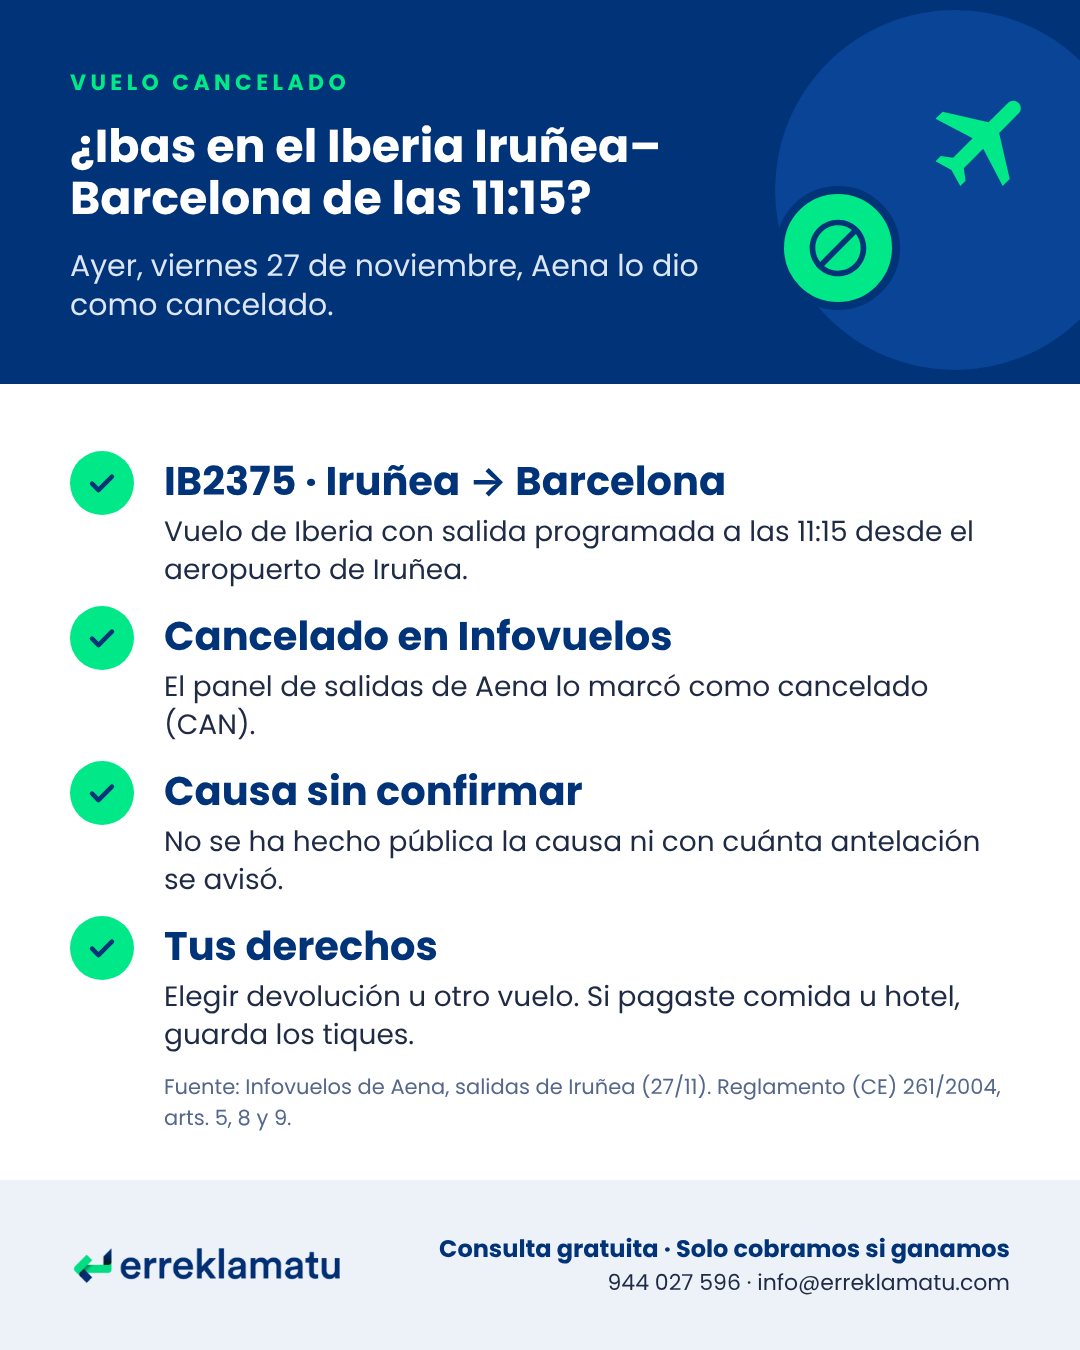 VUELO CANCELADO
¿Ibas en el Iberia Iruñea–
Barcelona de las 11:15?
Ayer, viernes 27 de noviembre, Aena lo dio
como cancelado.
IB2375 · Iruñea → Barcelona
Vuelo de Iberia con salida programada a las 11:15 desde el
aeropuerto de Iruñea.
Cancelado en Infovuelos
El panel de salidas de Aena lo marcó como cancelado
(CAN).
Causa sin confirmar
No se ha hecho pública la causa ni con cuánta antelación
se avisó.
Tus derechos
Elegir devolución u otro vuelo. Si pagaste comida u hotel,
guarda los tiques.
Fuente: Infovuelos de Aena, salidas de Iruñea (27/11). Reglamento (CE) 261/2004,
arts. 5, 8 y 9.
erreklamatu
Consulta gratuita · Solo cobramos si ganamos
944 027 596 · info@erreklamatu.com